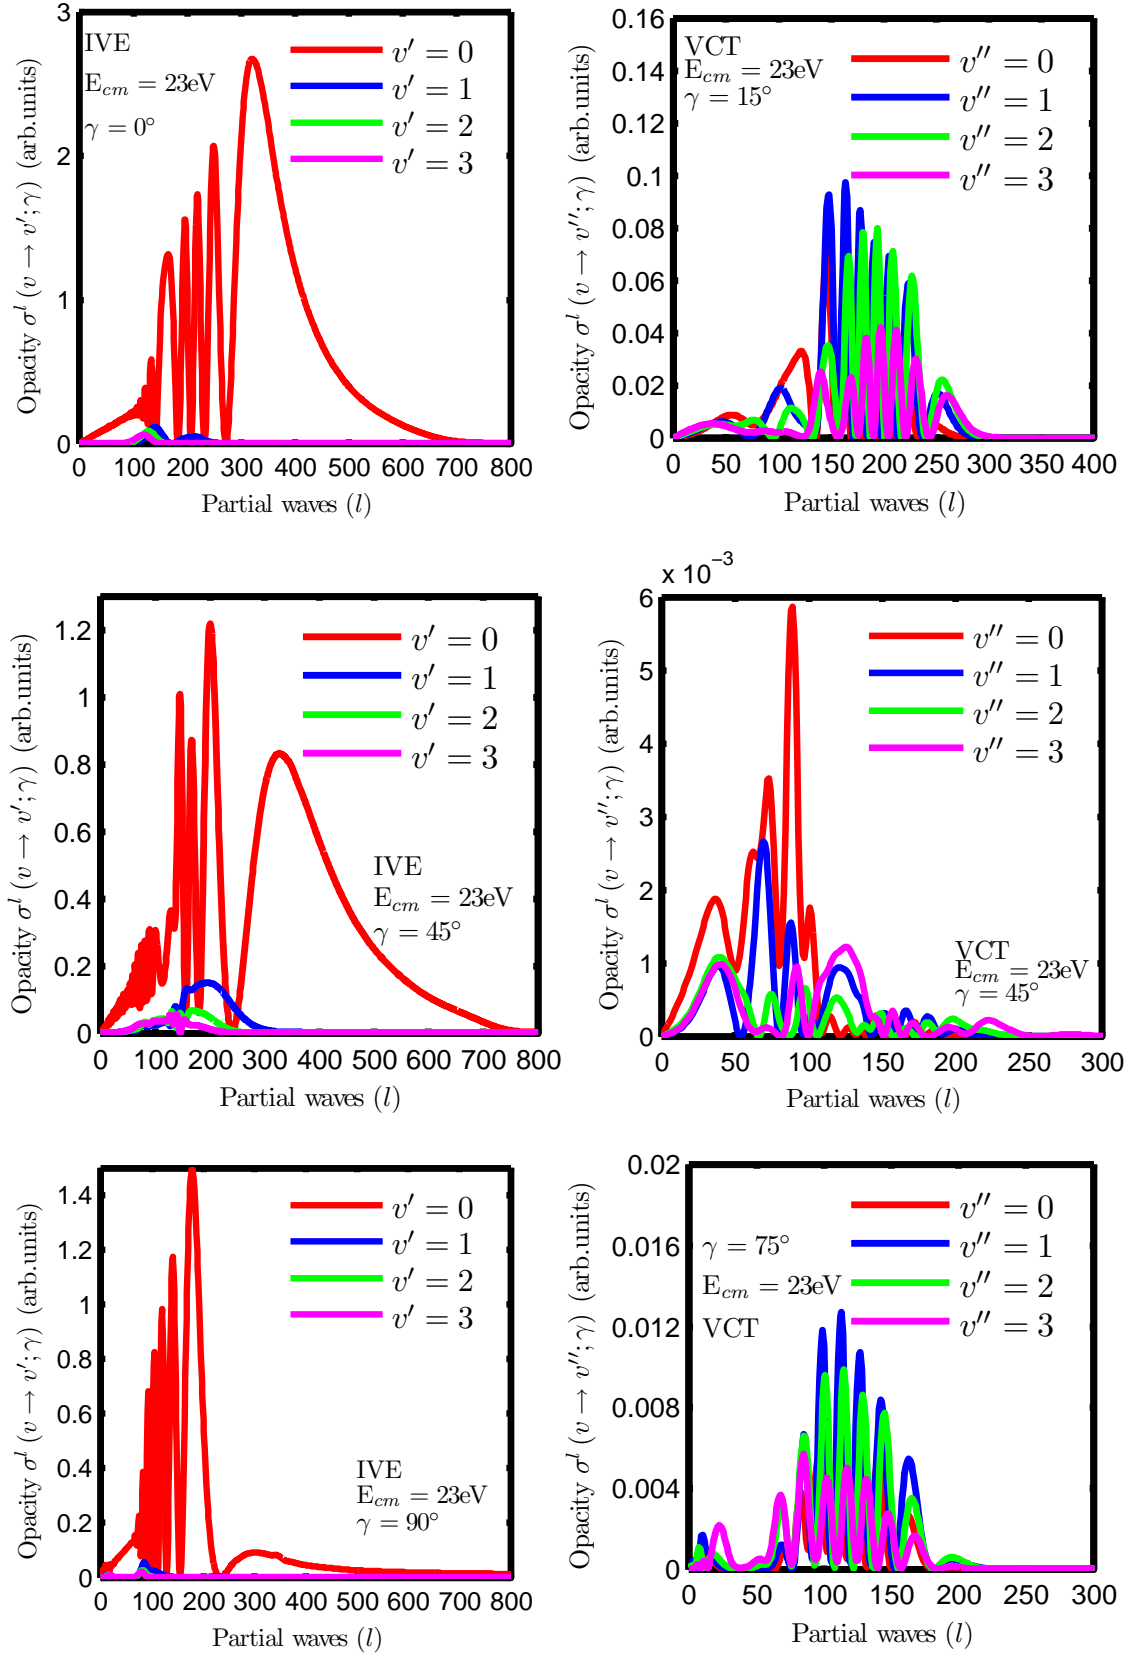 3
2
1
0
Opacity σ^l (v → v′; γ) (arb.units)
IVE
E_cm = 23eV
γ = 0°
v′ = 0
v′ = 1
v′ = 2
v′ = 3
0 100 200 300 400 500 600 700 800
Partial waves (l)
0.16
0.14
0.12
0.1
0.08
0.06
0.04
0.02
0
Opacity σ^l (v → v″; γ) (arb.units)
VCT
E_cm = 23eV
γ = 15°
v″ = 0
v″ = 1
v″ = 2
v″ = 3
0 50 100 150 200 250 300 350 400
Partial waves (l)
1.2
1
0.8
0.6
0.4
0.2
0
Opacity σ^l (v → v′; γ) (arb.units)
v′ = 0
v′ = 1
v′ = 2
v′ = 3
IVE
E_cm = 23eV
γ = 45°
0 100 200 300 400 500 600 700 800
Partial waves (l)
x 10^−3
6
5
4
3
2
1
0
Opacity σ^l (v → v″; γ) (arb.units)
v″ = 0
v″ = 1
v″ = 2
v″ = 3
VCT
E_cm = 23eV
γ = 45°
0 50 100 150 200 250 300
Partial waves (l)
1.4
1.2
1
0.8
0.6
0.4
0.2
0
Opacity σ^l (v → v′; γ) (arb.units)
v′ = 0
v′ = 1
v′ = 2
v′ = 3
IVE
E_cm = 23eV
γ = 90°
0 100 200 300 400 500 600 700 800
Partial waves (l)
0.02
0.016
0.012
0.008
0.004
0
Opacity σ^l (v → v″; γ) (arb.units)
v″ = 0
v″ = 1
v″ = 2
v″ = 3
γ = 75°
E_cm = 23eV
VCT
0 50 100 150 200 250 300
Partial waves (l)